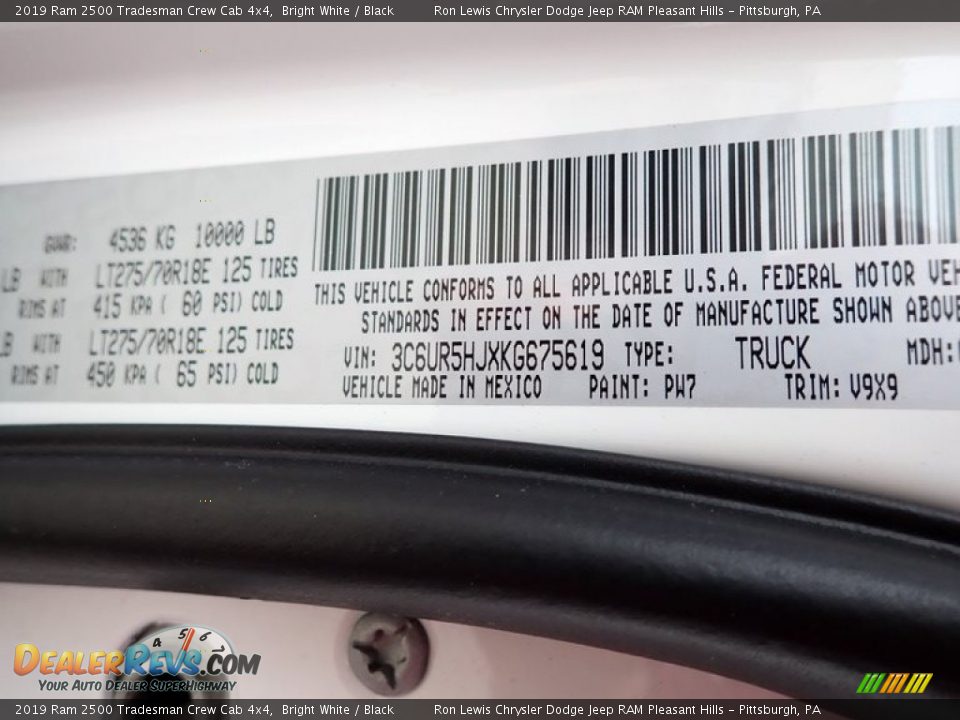 2019 Ram 2500 Tradesman Crew Cab 4x4, Bright White / Black Ron Lewis Chrysler Dodge Jeep RAM Pleasant Hills - Pittsburgh, PA
GVWR: 4536 KG 10000 LB
LB WITH LT275/70R18E 125 TIRES
RIMS AT 415 KPA ( 60 PSI) COLD
LB WITH LT275/70R18E 125 TIRES
RIMS AT 450 KPA ( 65 PSI) COLD
THIS VEHICLE CONFORMS TO ALL APPLICABLE U.S.A. FEDERAL MOTOR VEH
STANDARDS IN EFFECT ON THE DATE OF MANUFACTURE SHOWN ABOVE
VIN: 3C6UR5HJXKG675619 TYPE: TRUCK MDH:
VEHICLE MADE IN MEXICO PAINT: PW7 TRIM: V9X9
4 5 6
DEALERREVS.COM
YOUR AUTO DEALER SUPERHIGHWAY
2019 Ram 2500 Tradesman Crew Cab 4x4, Bright White / Black Ron Lewis Chrysler Dodge Jeep RAM Pleasant Hills - Pittsburgh, PA